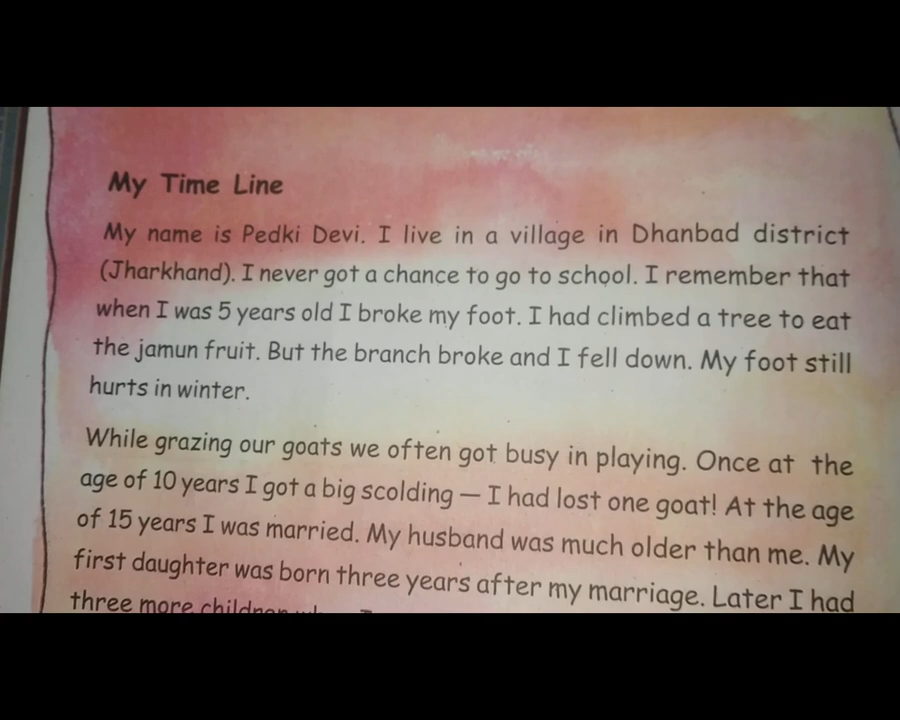 My Time Line
My name is Pedki Devi. I live in a village in Dhanbad district
(Jharkhand). I never got a chance to go to school. I remember that
when I was 5 years old I broke my foot. I had climbed a tree to eat
the jamun fruit. But the branch broke and I fell down. My foot still
hurts in winter.
While grazing our goats we often got busy in playing. Once at the
age of 10 years I got a big scolding — I had lost one goat! At the age
of 15 years I was married. My husband was much older than me. My
first daughter was born three years after my marriage. Later I had
three more children